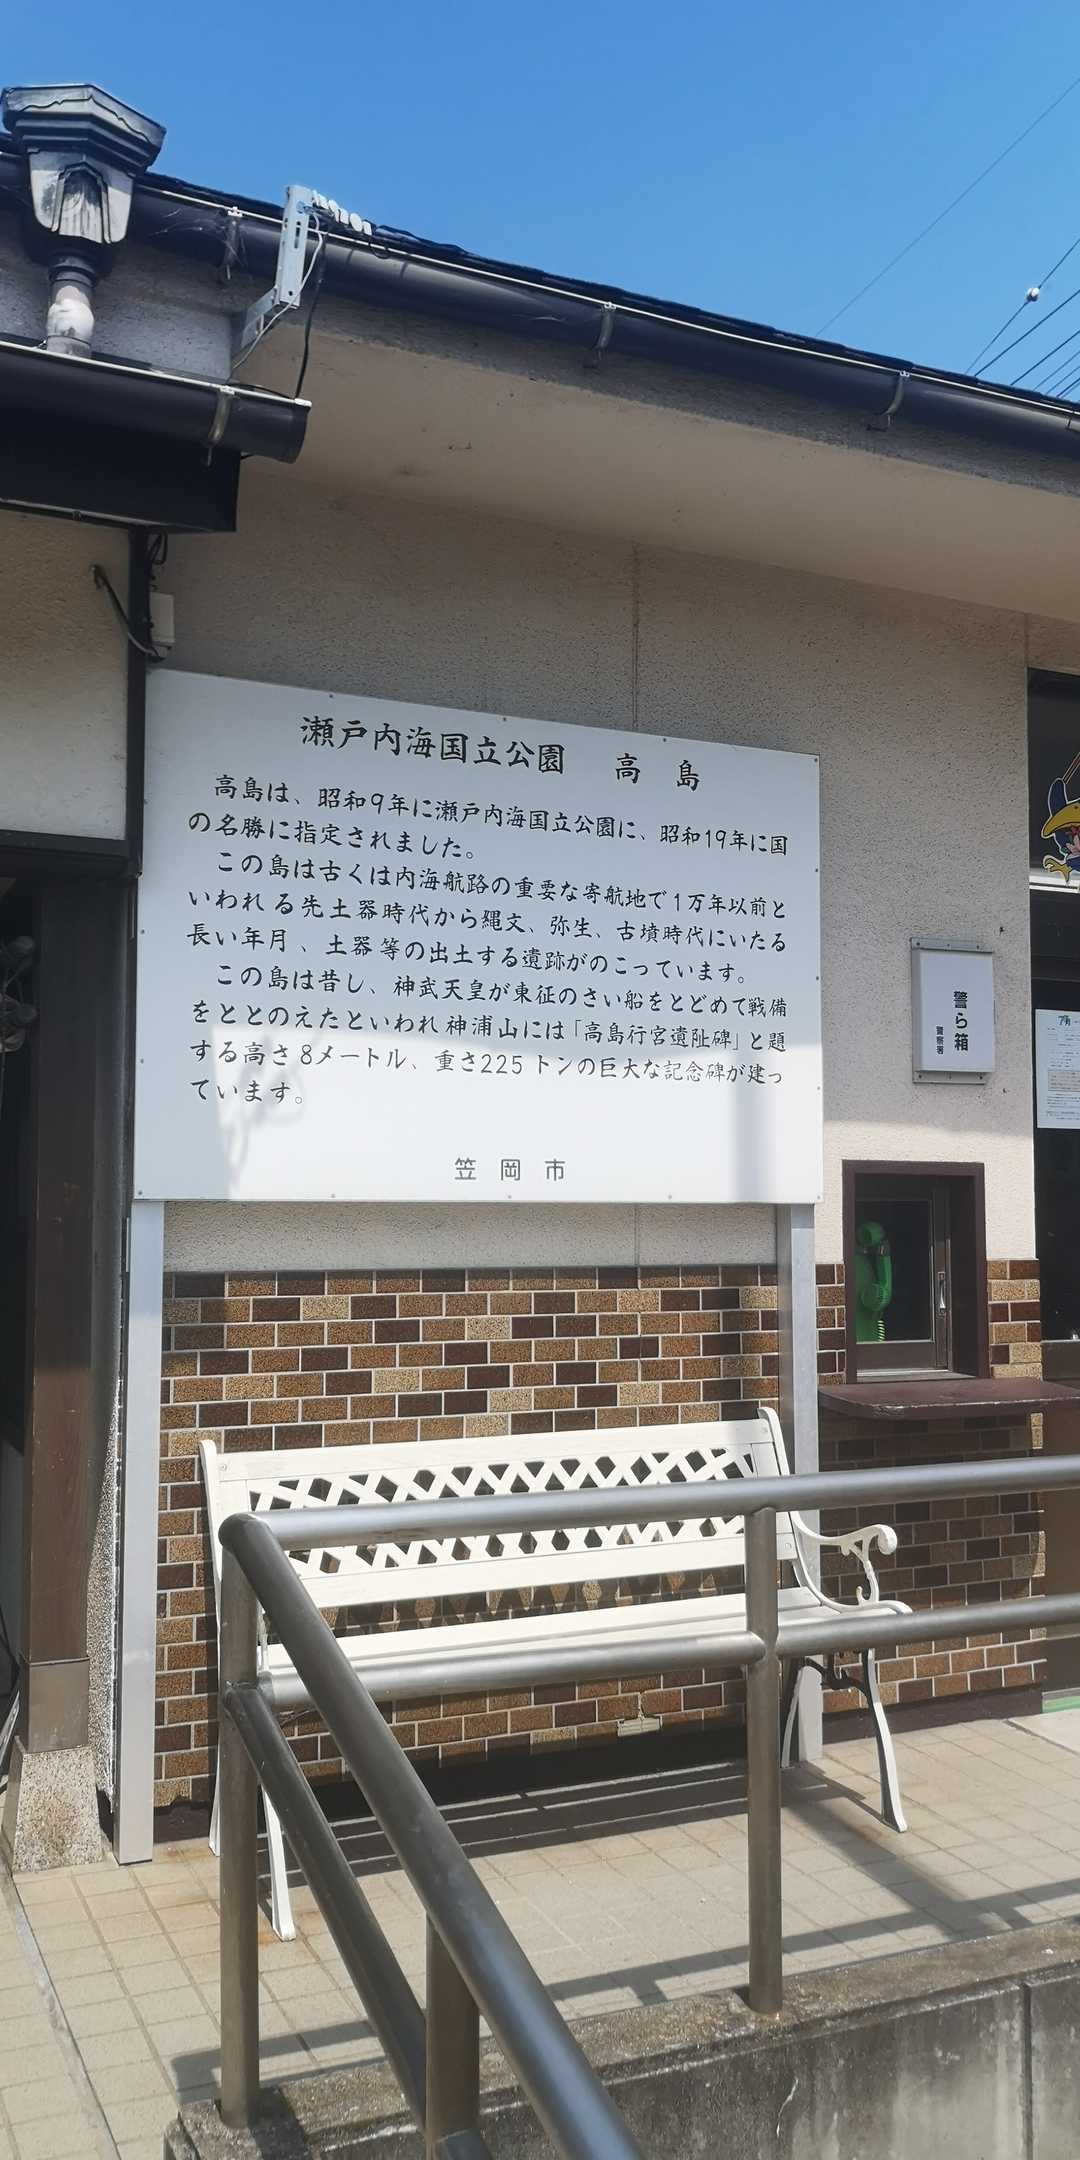 瀬戸内海国立公園　高　島
高島は、昭和9年に瀬戸内海国立公園に、昭和19年に国
の名勝に指定されました。
この島は古くは内海航路の重要な寄航地で1万年以前と
いわれる先土器時代から縄文、弥生、古墳時代にいたる
長い年月、土器等の出土する遺跡がのこっています。
この島は昔し、神武天皇が東征のさい船をとどめて戦備
をととのえたといわれ神浦山には「高島行宮遺阯碑」と題
する高さ8メートル、重さ225トンの巨大な記念碑が建っ
ています。
笠岡市
警ら箱
警察署